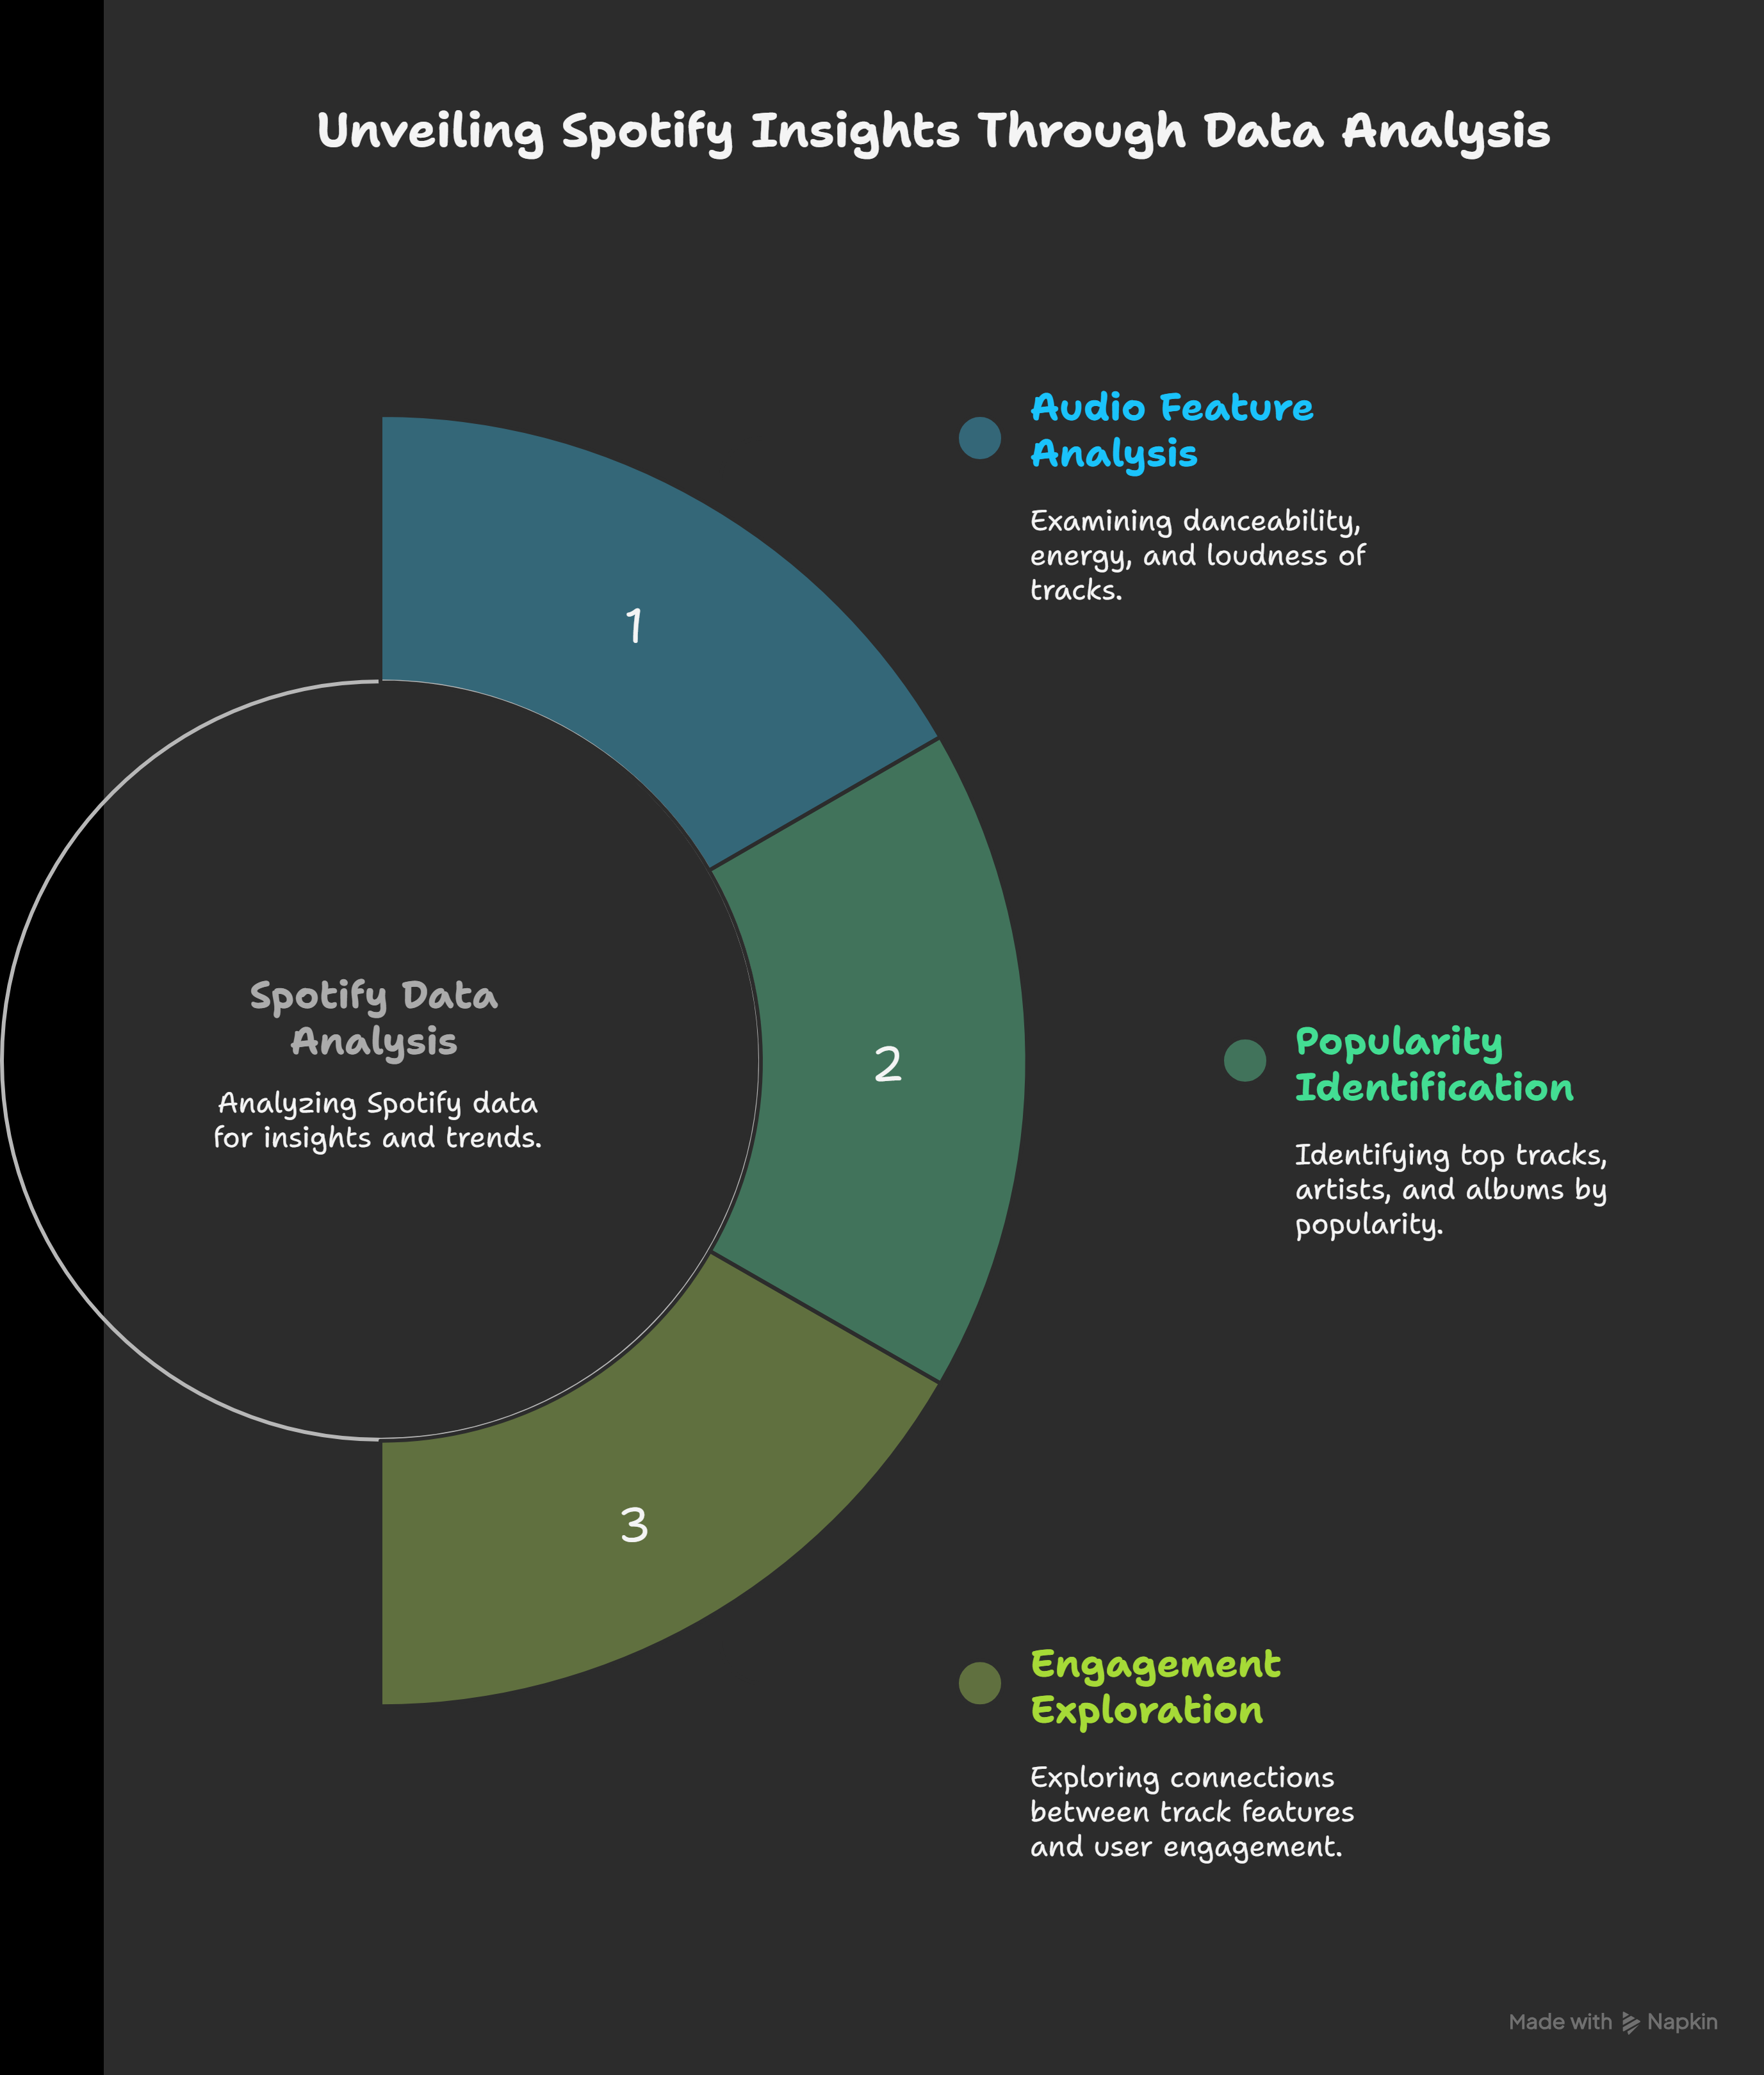 Unveiling Spotify Insights Through Data Analysis
Audio Feature
Analysis
Examining danceability,
energy, and loudness of
tracks.
1
Spotify Data
Analysis
Analyzing Spotify data
for insights and trends.
2
Popularity
Identification
Identifying top tracks,
artists, and albums by
popularity.
3
Engagement
Exploration
Exploring connections
between track features
and user engagement.
Made with Napkin